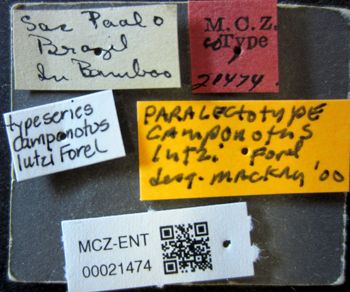 Sao Paolo
Brazil
In Bamboo
M.C.Z.
CoType
21474
typeseries
Camponotus
lutzi Forel
PARALECTOTYPE
Camponotus
lutzi Forel
desg. MACKAY '00
MCZ-ENT
00021474